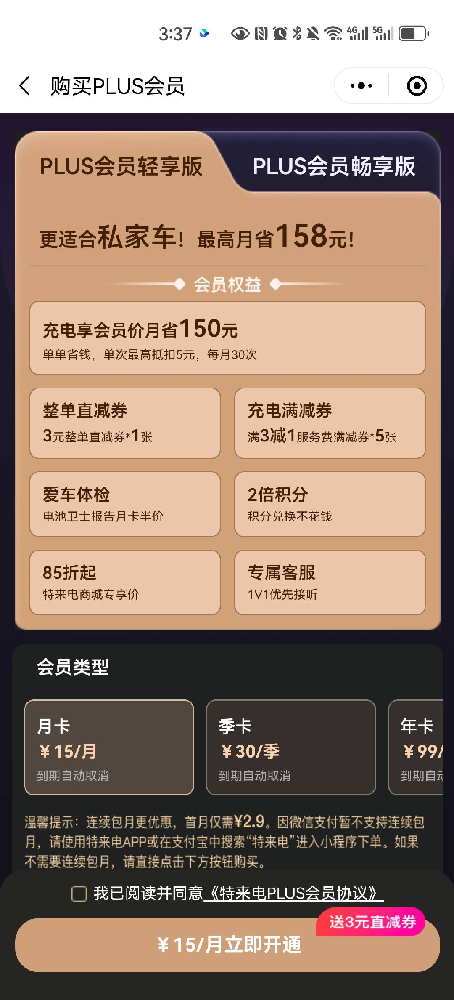 3:37
4G 5G
购买PLUS会员
PLUS会员轻享版
PLUS会员畅享版
更适合私家车！最高月省158元！
会员权益
充电享会员价月省150元
单单省钱，单次最高抵扣5元，每月30次
整单直减券
3元整单直减券*1张
充电满减券
满3减1服务费满减券*5张
爱车体检
电池卫士报告月卡半价
2倍积分
积分兑换不花钱
85折起
特来电商城专享价
专属客服
1V1优先接听
会员类型
月卡
¥15/月
到期自动取消
季卡
¥30/季
到期自动取消
年卡
¥99/
到期自动
温馨提示：连续包月更优惠，首月仅需¥2.9。因微信支付暂不支持连续包
月，请使用特来电APP或在支付宝中搜索“特来电”进入小程序下单。如果
不需要连续包月，请直接点击下方按钮购买。
我已阅读并同意《特来电PLUS会员协议》
送3元直减券
¥15/月立即开通